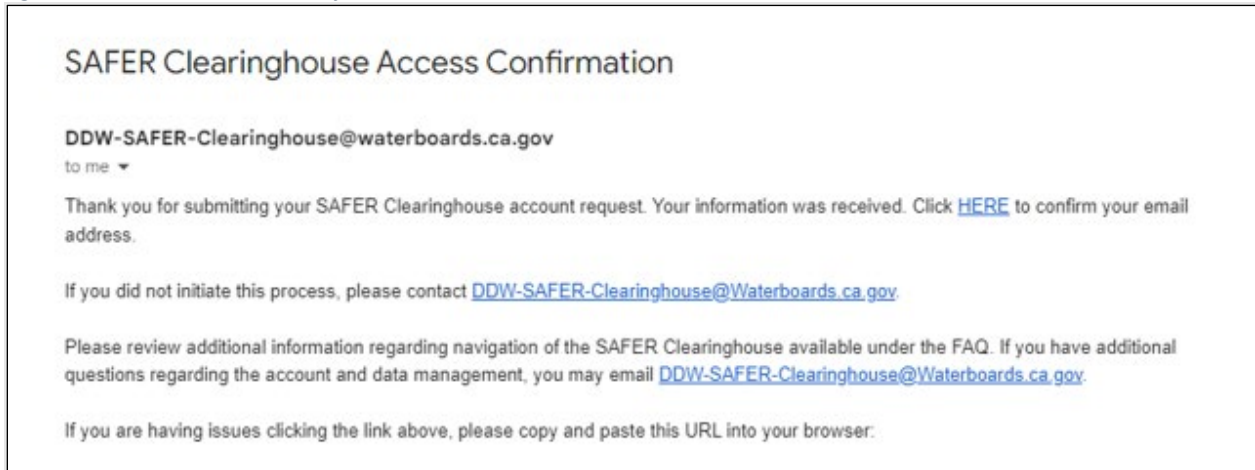 SAFER Clearinghouse Access Confirmation
DDW-SAFER-Clearinghouse@waterboards.ca.gov
to me
Thank you for submitting your SAFER Clearinghouse account request. Your information was received. Click HERE to confirm your email
address.
If you did not initiate this process, please contact DDW-SAFER-Clearinghouse@Waterboards.ca.gov.
Please review additional information regarding navigation of the SAFER Clearinghouse available under the FAQ. If you have additional
questions regarding the account and data management, you may email DDW-SAFER-Clearinghouse@Waterboards.ca.gov.
If you are having issues clicking the link above, please copy and paste this URL into your browser: